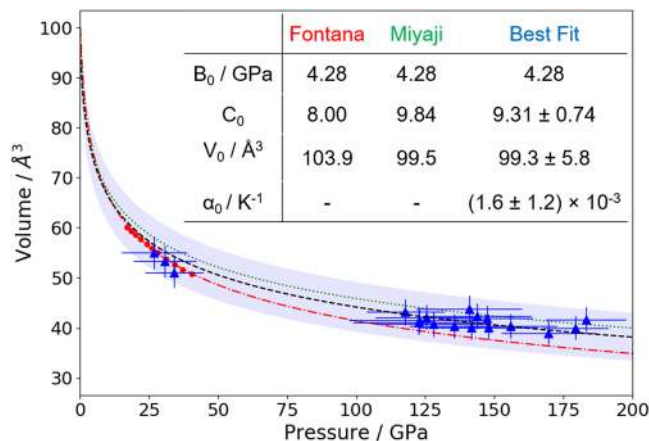 100
90
80
70
60
50
40
30
Volume / Å³
Fontana Miyaji Best Fit
B₀ / GPa 4.28 4.28 4.28
C₀ 8.00 9.84 9.31 ± 0.74
V₀ / Å³ 103.9 99.5 99.3 ± 5.8
α₀ / K⁻¹ - - (1.6 ± 1.2) × 10⁻³
0 25 50 75 100 125 150 175 200
Pressure / GPa